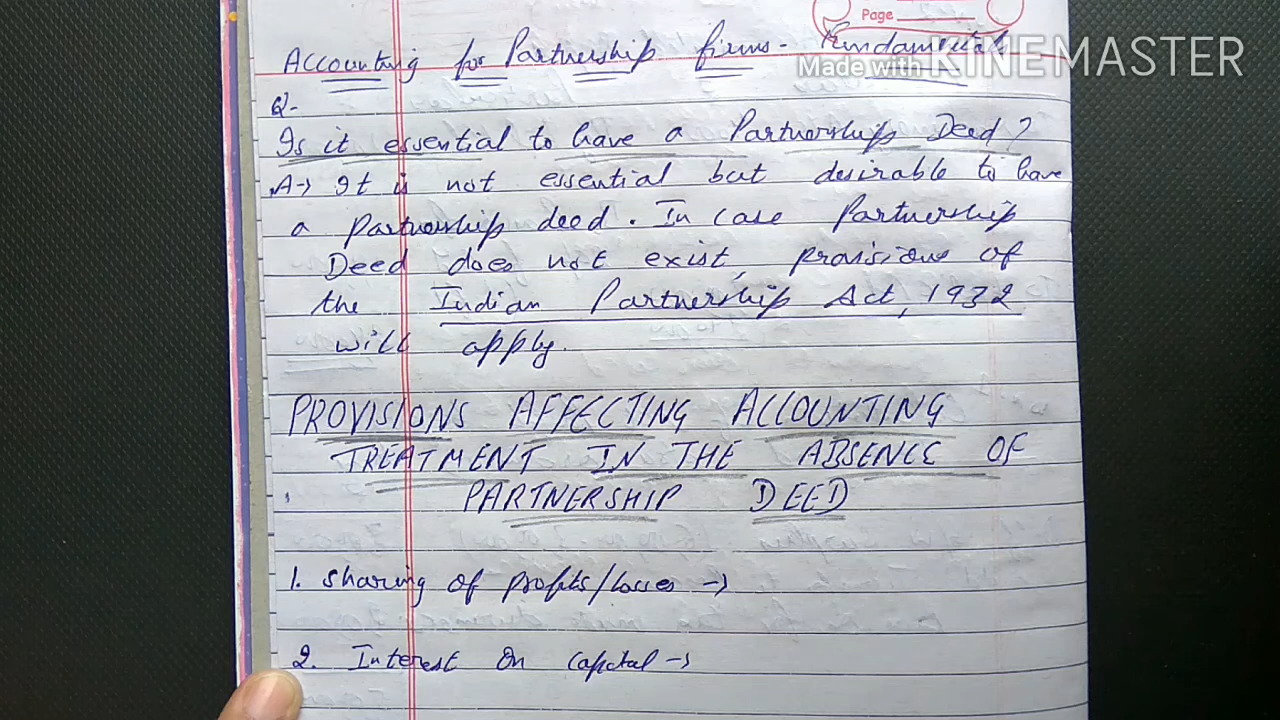 Page
Accounting for Partnership firms - Fundamentals
Made with KINEMASTER
Q-
Is it essential to have a Partnership Deed?
A-> It is not essential but desirable to have
a partnership deed. In case Partnership
Deed does not exist, provisions of
the Indian Partnership Act, 1932
will apply.
PROVISIONS AFFECTING ACCOUNTING
TREATMENT IN THE ABSENCE OF
PARTNERSHIP DEED
1. Sharing of profits/losses ->
2. Interest on capital ->